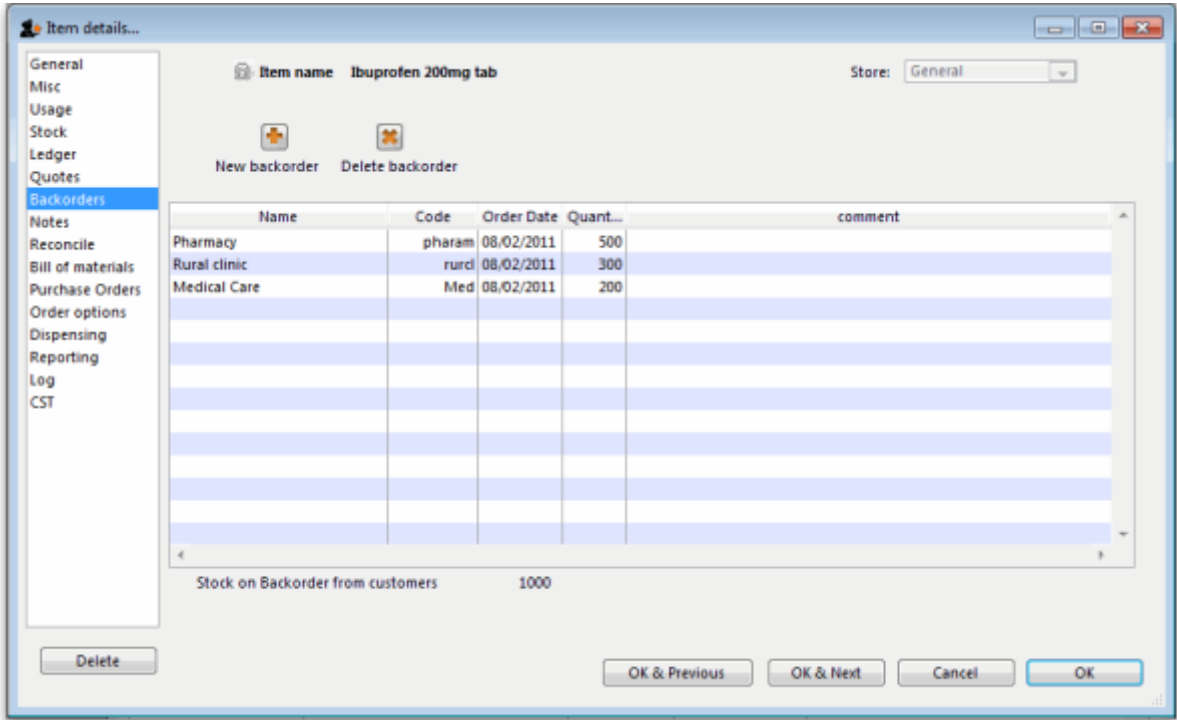 Item details...
General
Misc
Usage
Stock
Ledger
Quotes
Backorders
Notes
Reconcile
Bill of materials
Purchase Orders
Order options
Dispensing
Reporting
Log
CST
Item name Ibuprofen 200mg tab
Store: General
New backorder Delete backorder
Name Code Order Date Quant... comment
Pharmacy pharam 08/02/2011 500
Rural clinic rurcl 08/02/2011 300
Medical Care Med 08/02/2011 200
Stock on Backorder from customers 1000
Delete
OK & Previous OK & Next Cancel OK